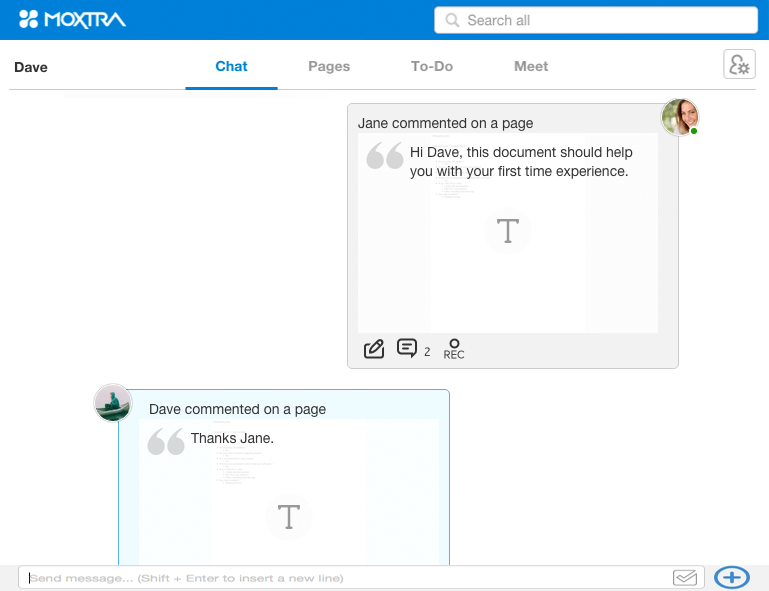 MOXTRA
Search all
Dave
Chat
Pages
To-Do
Meet
Jane commented on a page
Hi Dave, this document should help
you with your first time experience.
T
2
REC
Dave commented on a page
Thanks Jane.
T
Send message... (Shift + Enter to insert a new line)